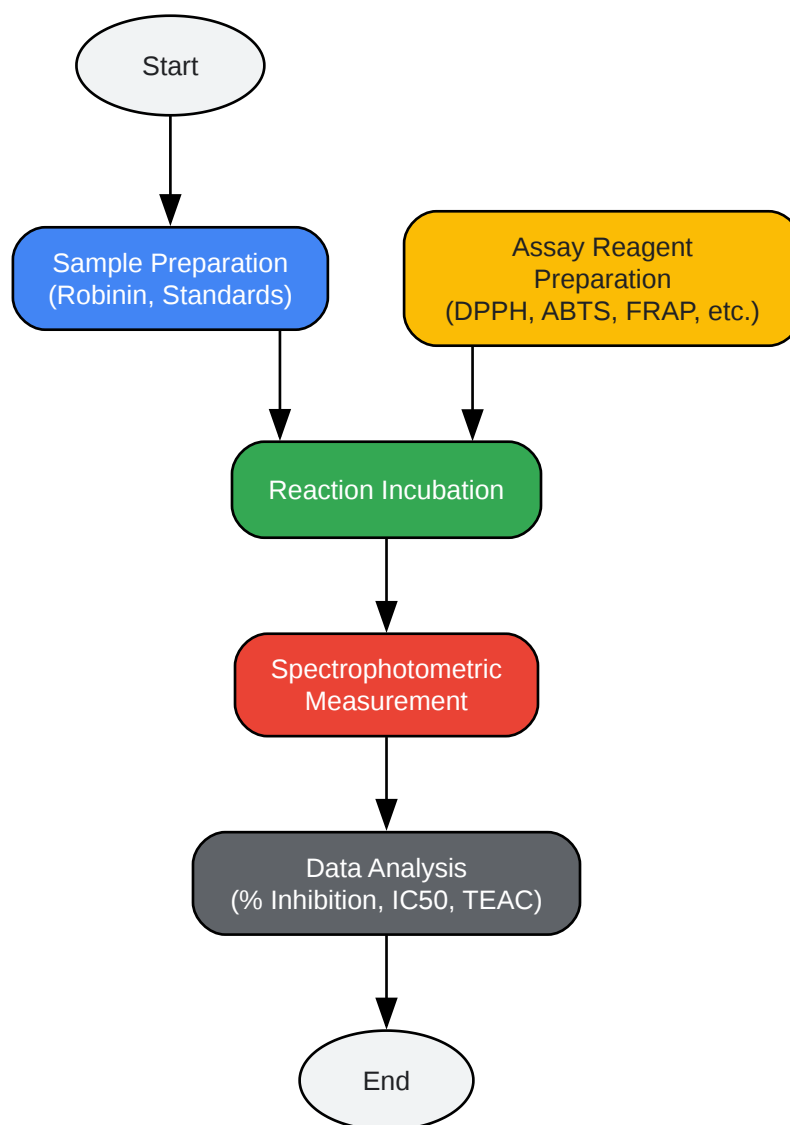 Start
Sample Preparation
(Robinin, Standards)
Assay Reagent
Preparation
(DPPH, ABTS, FRAP, etc.)
Reaction Incubation
Spectrophotometric
Measurement
Data Analysis
(% Inhibition, IC50, TEAC)
End